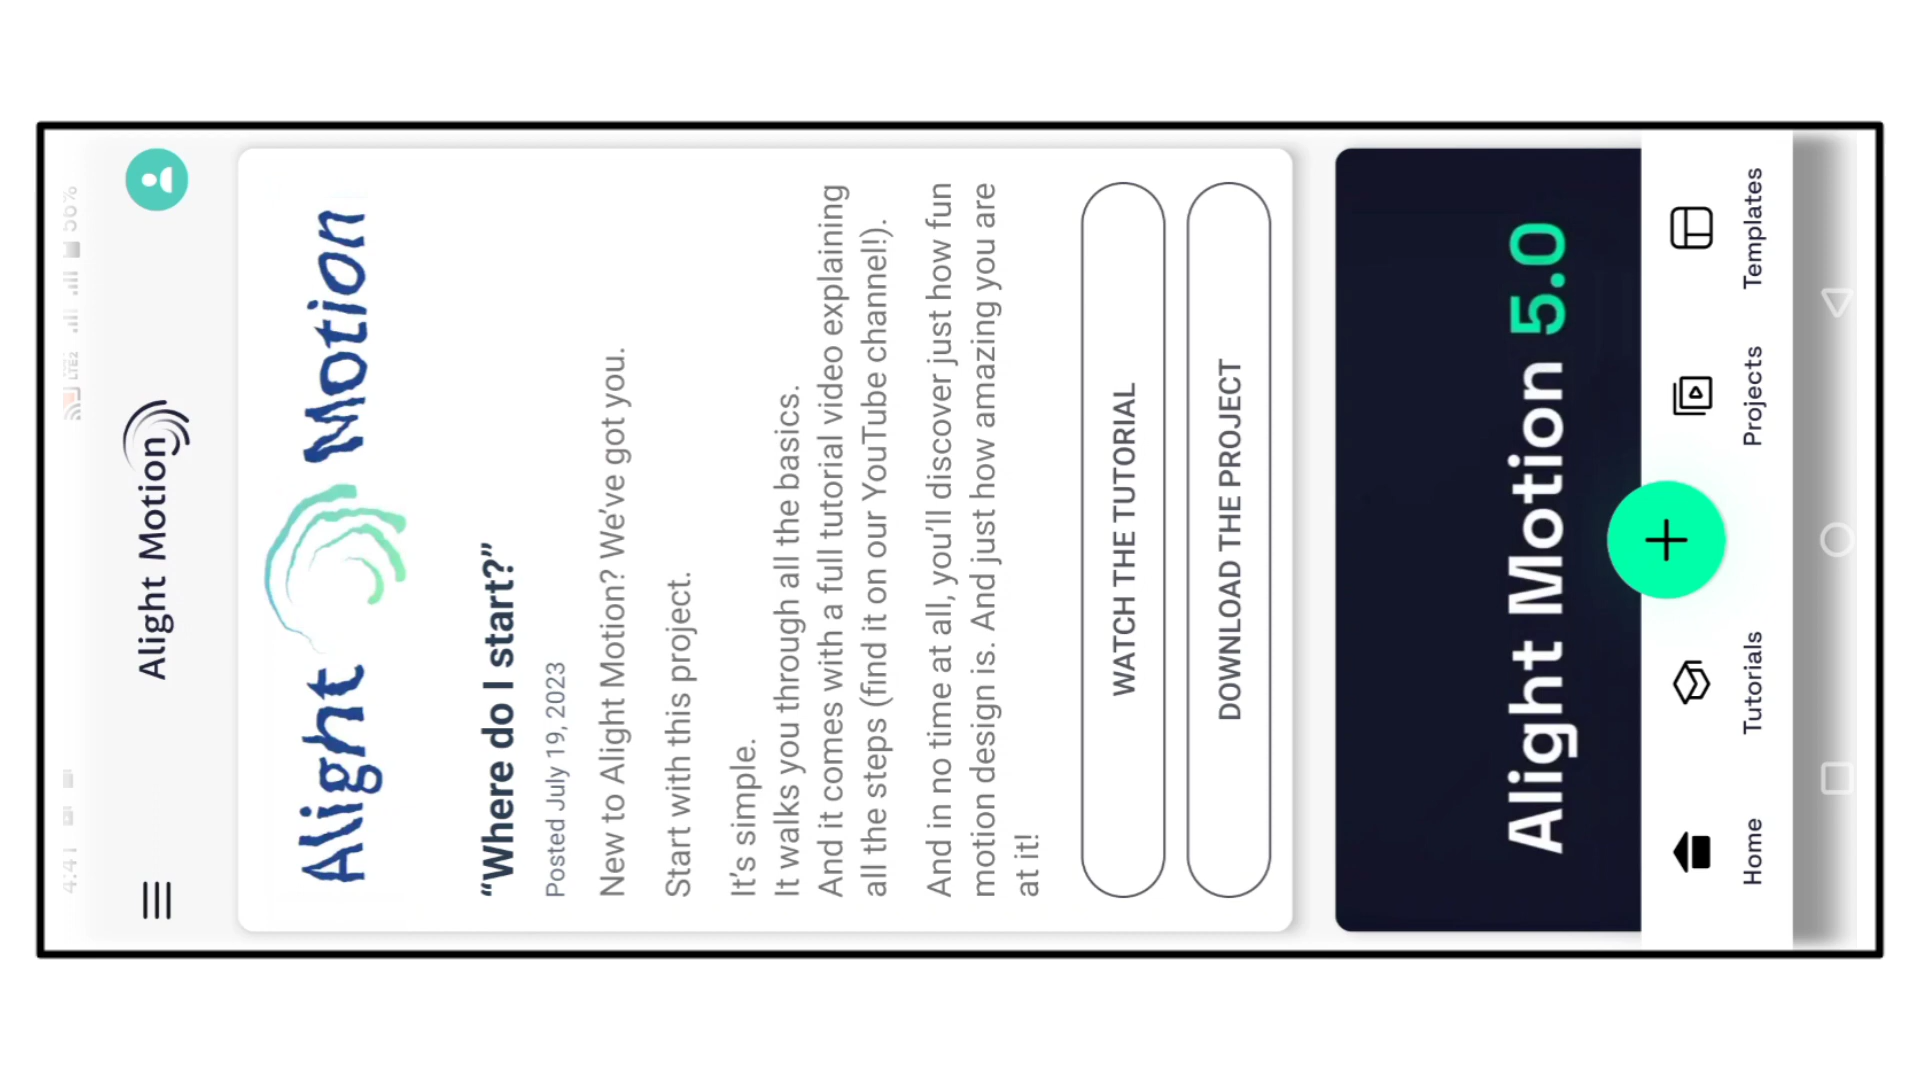 4:41
LTE2
56%
Alight Motion
Alight Motion
“Where do I start?”
Posted July 19, 2023
New to Alight Motion? We’ve got you.
Start with this project.
It’s simple.
It walks you through all the basics.
And it comes with a full tutorial video explaining
all the steps (find it on our YouTube channel!).
And in no time at all, you’ll discover just how fun
motion design is. And just how amazing you are
at it!
WATCH THE TUTORIAL
DOWNLOAD THE PROJECT
Alight Motion 5.0
Home
Tutorials
Projects
Templates